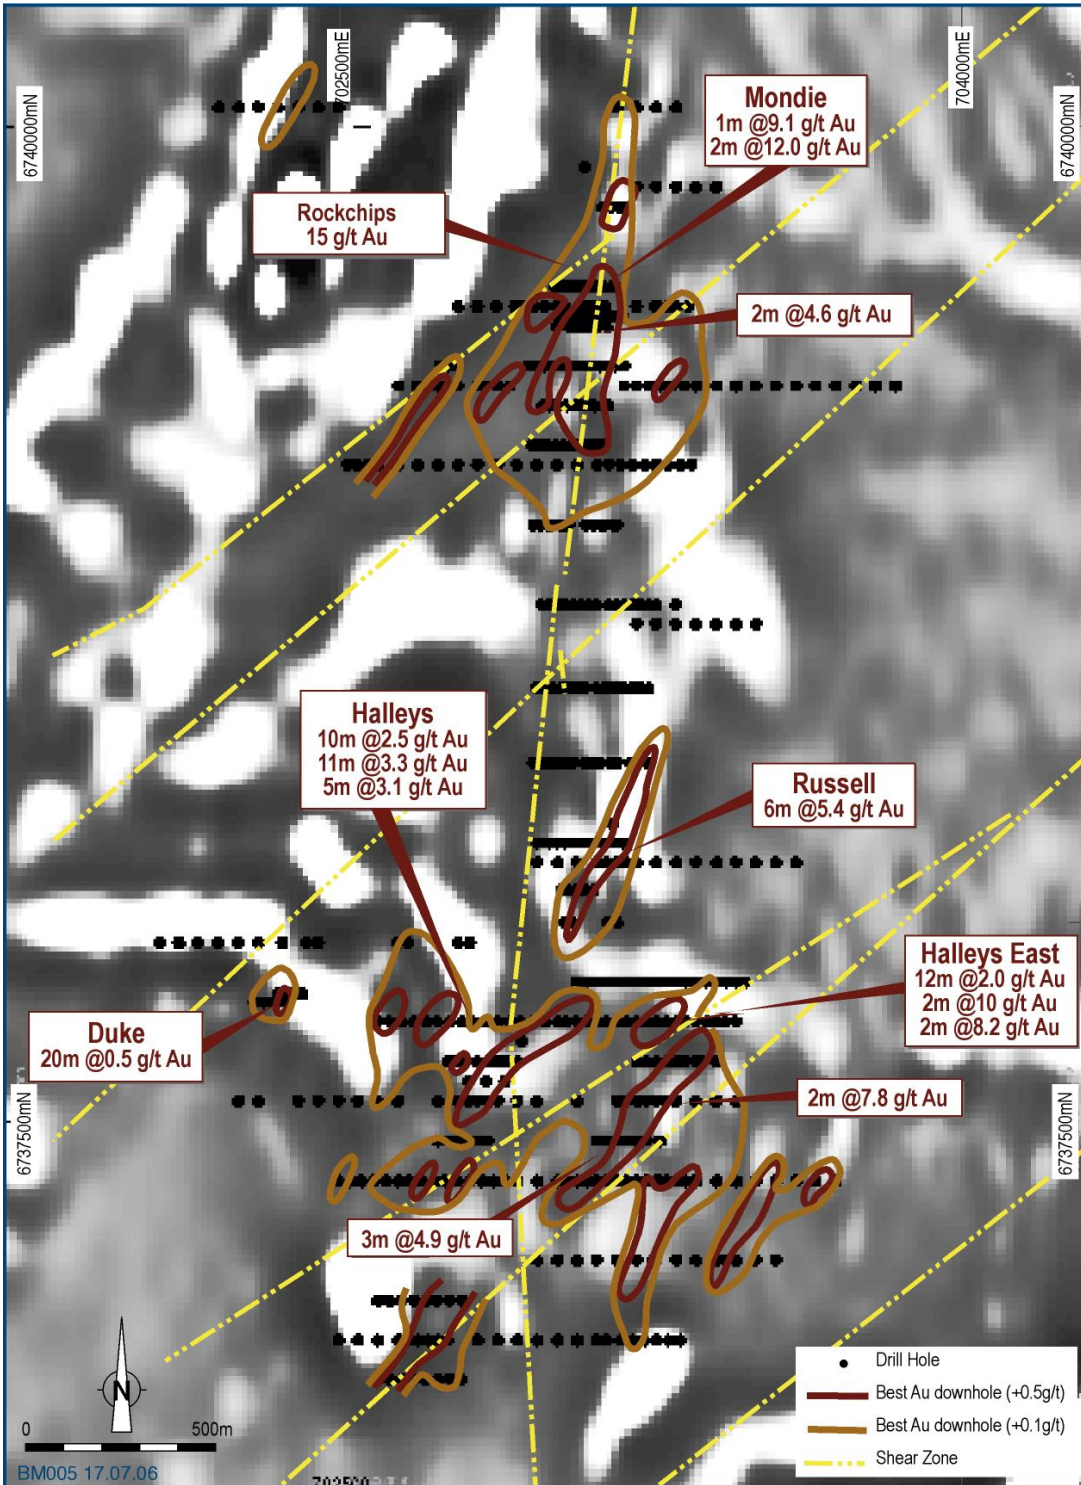 702500mE
704000mE
6740000mN
6740000mN
Mondie
1m @9.1 g/t Au
2m @12.0 g/t Au
Rockchips
15 g/t Au
2m @4.6 g/t Au
Halleys
10m @2.5 g/t Au
11m @3.3 g/t Au
5m @3.1 g/t Au
Russell
6m @5.4 g/t Au
Halleys East
12m @2.0 g/t Au
2m @10 g/t Au
2m @8.2 g/t Au
Duke
20m @0.5 g/t Au
2m @7.8 g/t Au
6737500mN
6737500mN
3m @4.9 g/t Au
N
0 500m
BM005 17.07.06
Drill Hole
Best Au downhole (+0.5g/t)
Best Au downhole (+0.1g/t)
Shear Zone